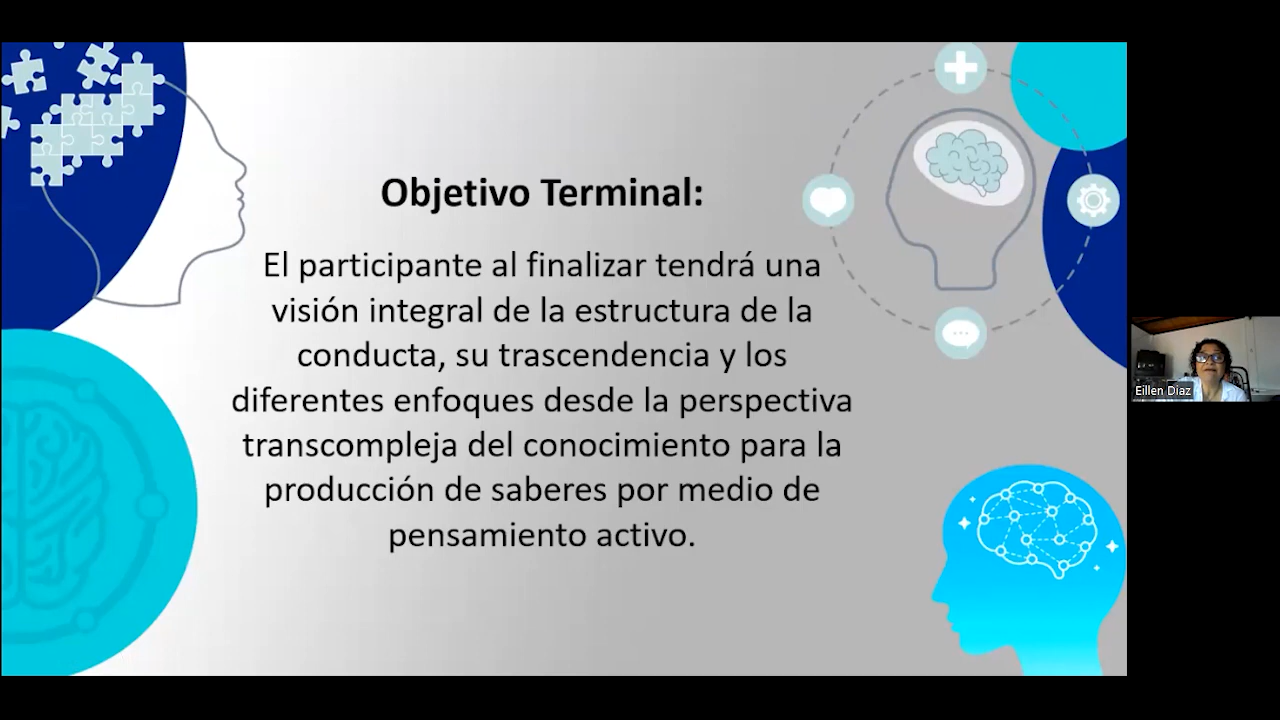 Objetivo Terminal:
El participante al finalizar tendrá una
visión integral de la estructura de la
conducta, su trascendencia y los
diferentes enfoques desde la perspectiva
transcompleja del conocimiento para la
producción de saberes por medio de
pensamiento activo.
Eillen Diaz